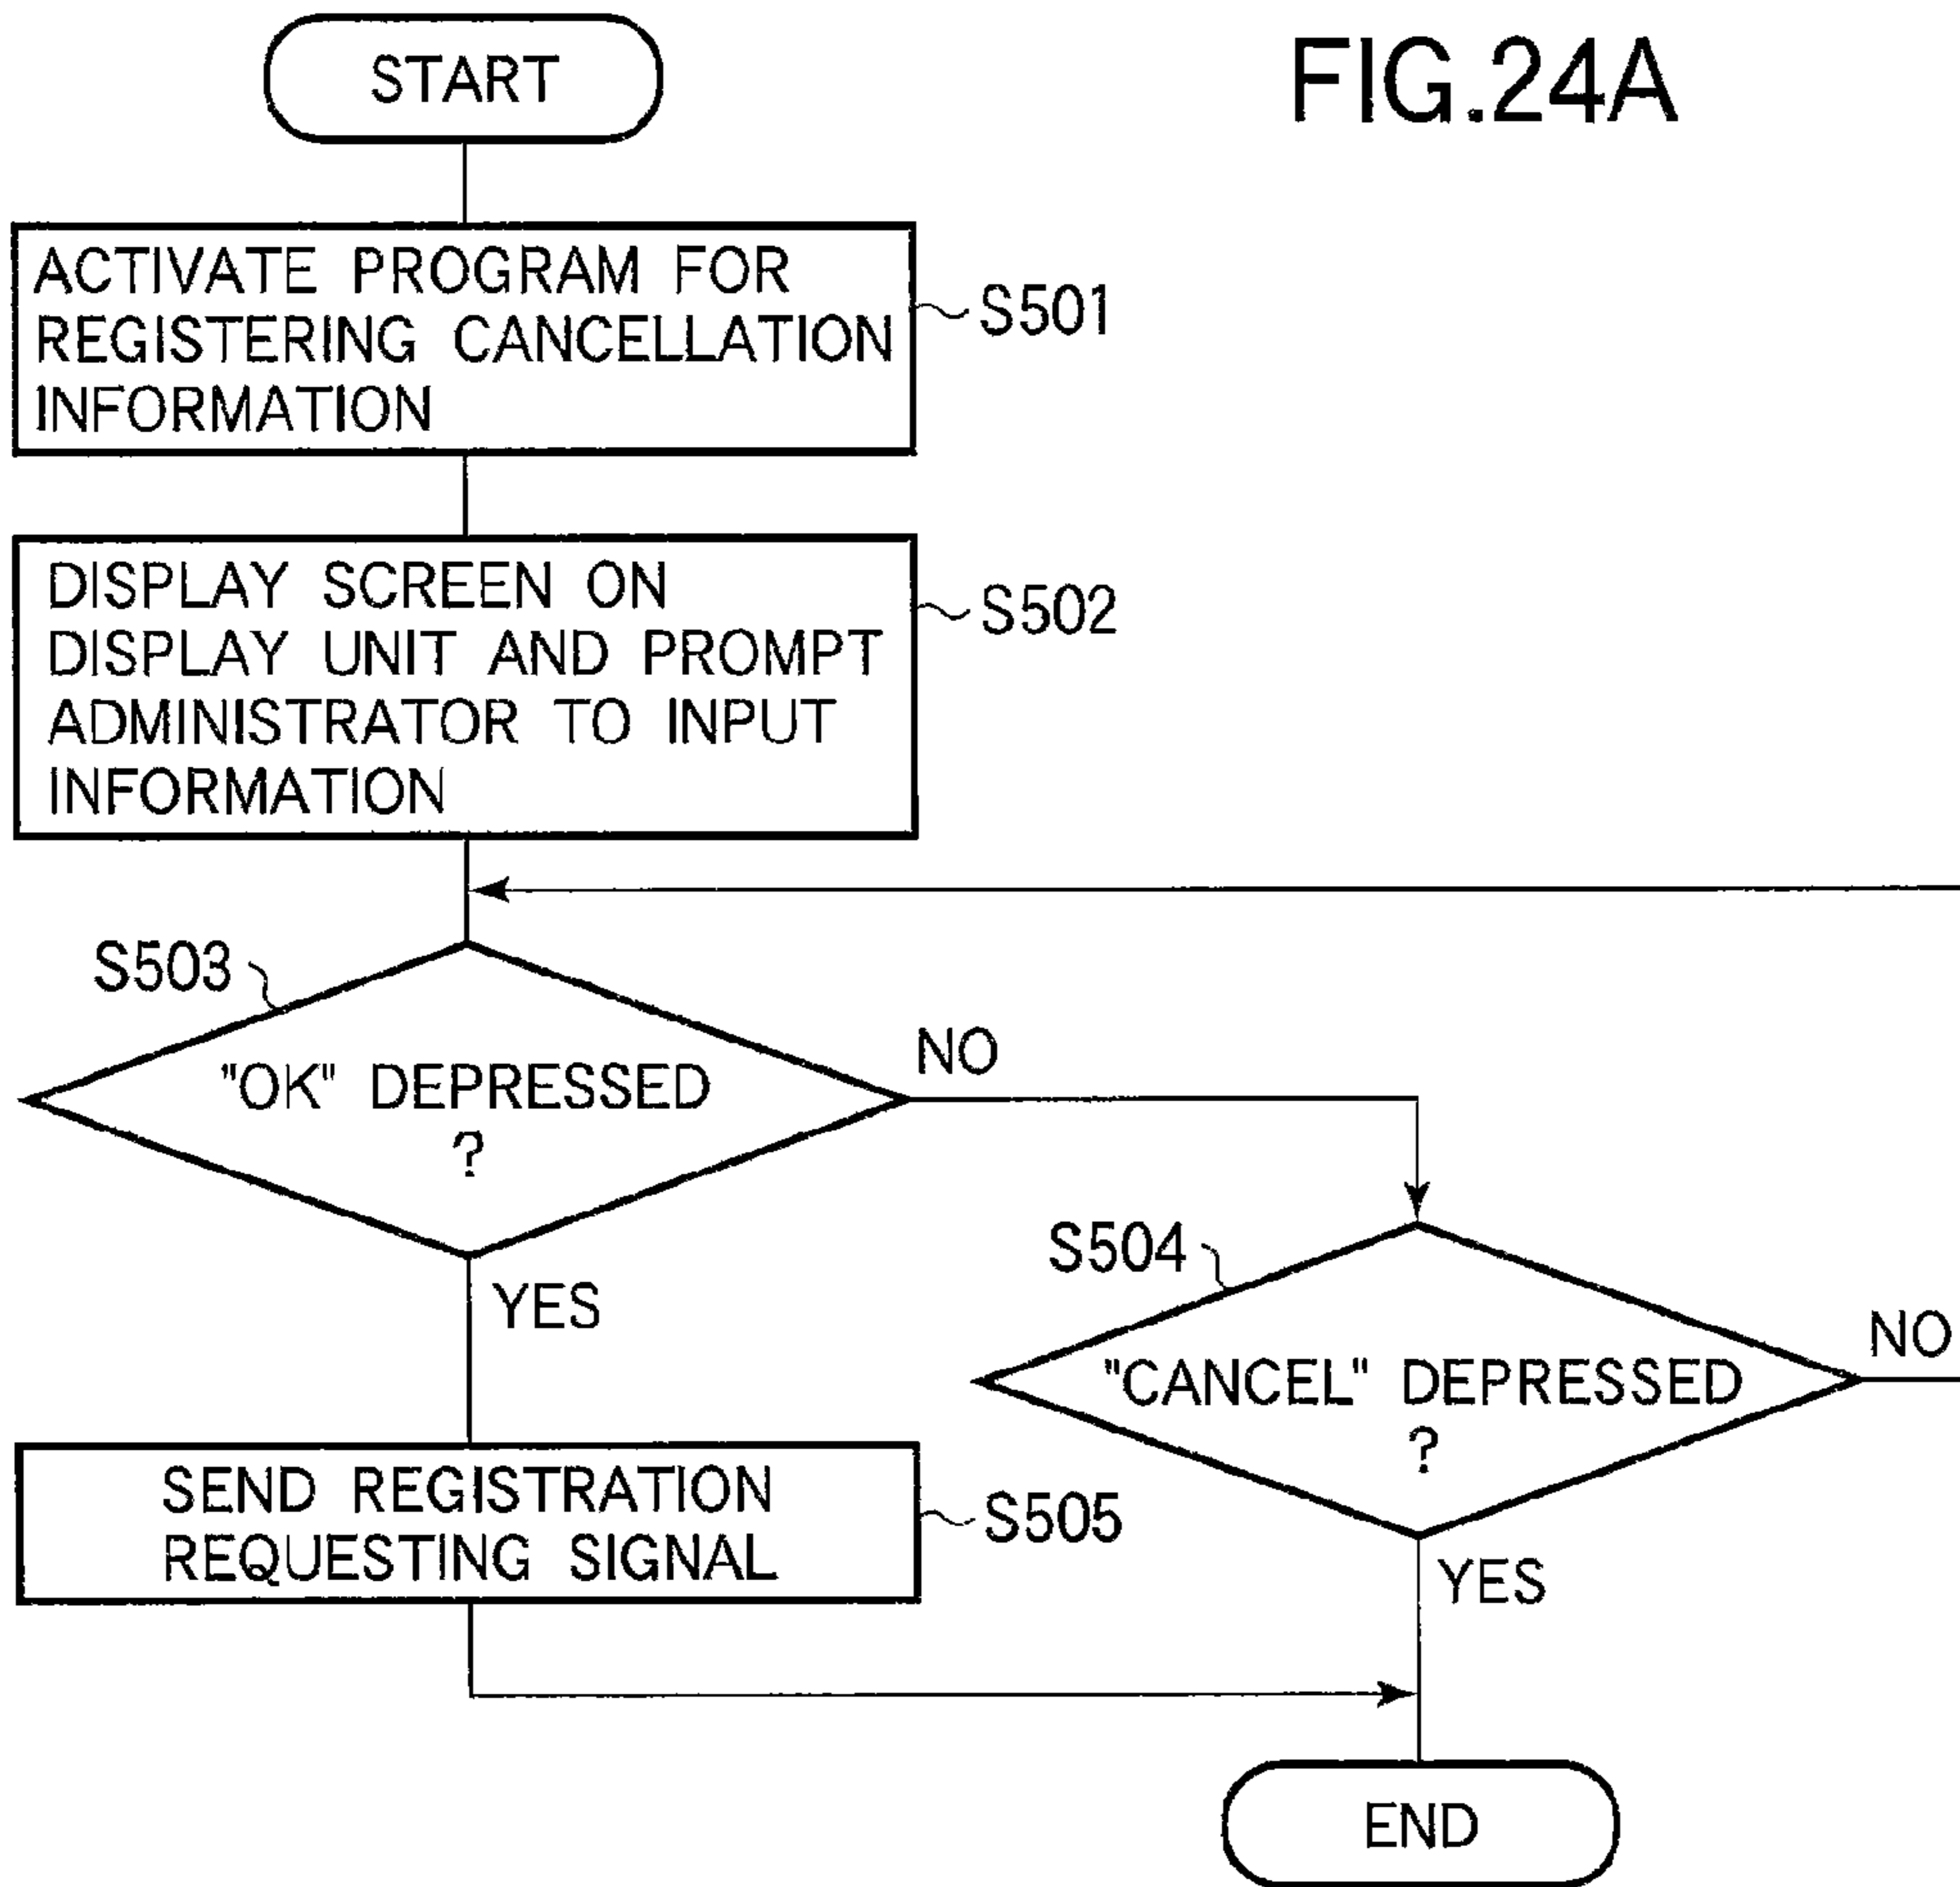 FIG.24A
START
ACTIVATE PROGRAM FOR
REGISTERING CANCELLATION
INFORMATION
S501
DISPLAY SCREEN ON
DISPLAY UNIT AND PROMPT
ADMINISTRATOR TO INPUT
INFORMATION
S502
S503
"OK" DEPRESSED
?
NO
YES
S504
"CANCEL" DEPRESSED
?
NO
YES
SEND REGISTRATION
REQUESTING SIGNAL
S505
END